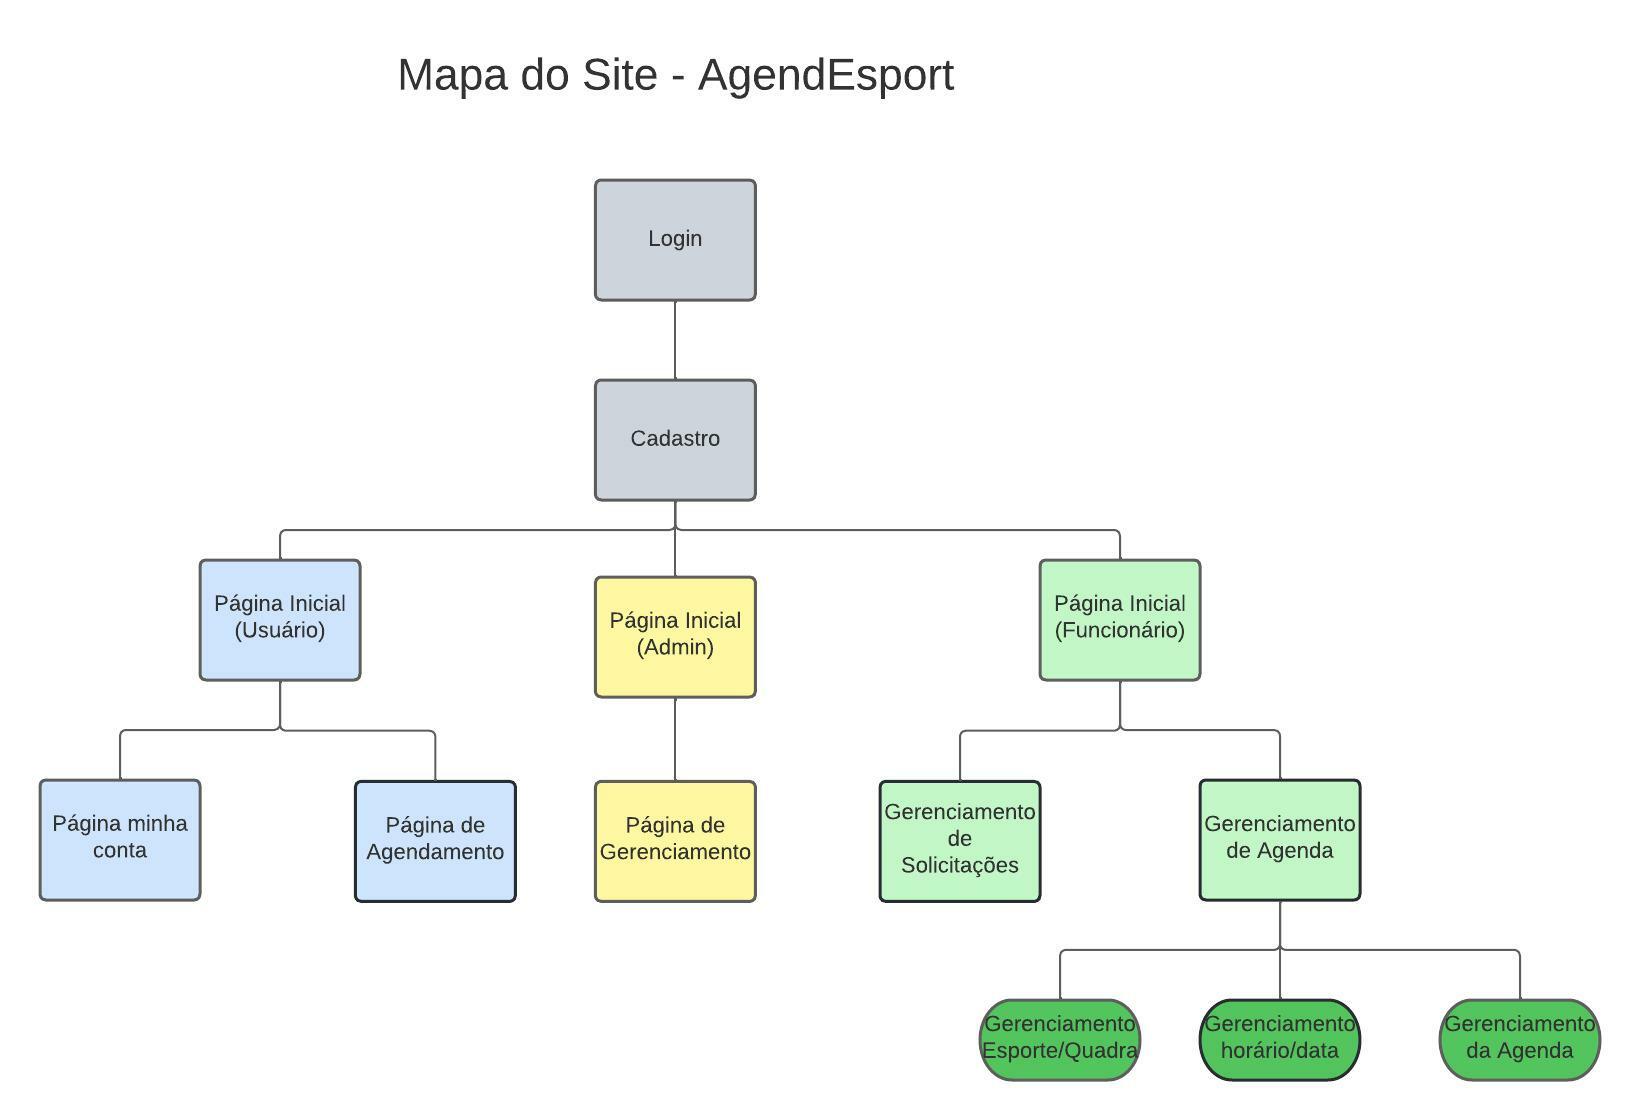 Mapa do Site - AgendEsport
Login
Cadastro
Página Inicial
(Usuário)
Página Inicial
(Admin)
Página Inicial
(Funcionário)
Página minha
conta
Página de
Agendamento
Página de
Gerenciamento
Gerenciamento
de
Solicitações
Gerenciamento
de Agenda
Gerenciamento
Esporte/Quadra
Gerenciamento
horário/data
Gerenciamento
da Agenda